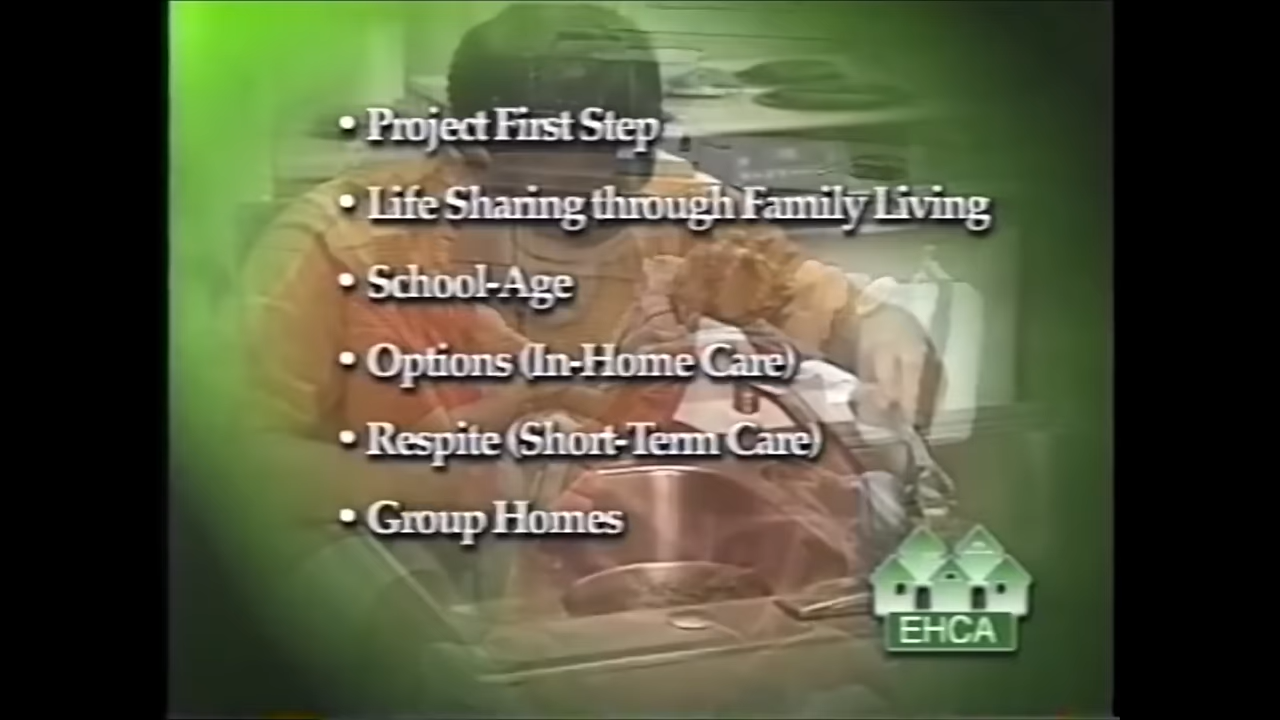 • Project First Step
• Life Sharing through Family Living
• School-Age
• Options (In-Home Care)
• Respite (Short-Term Care)
• Group Homes
EHCA